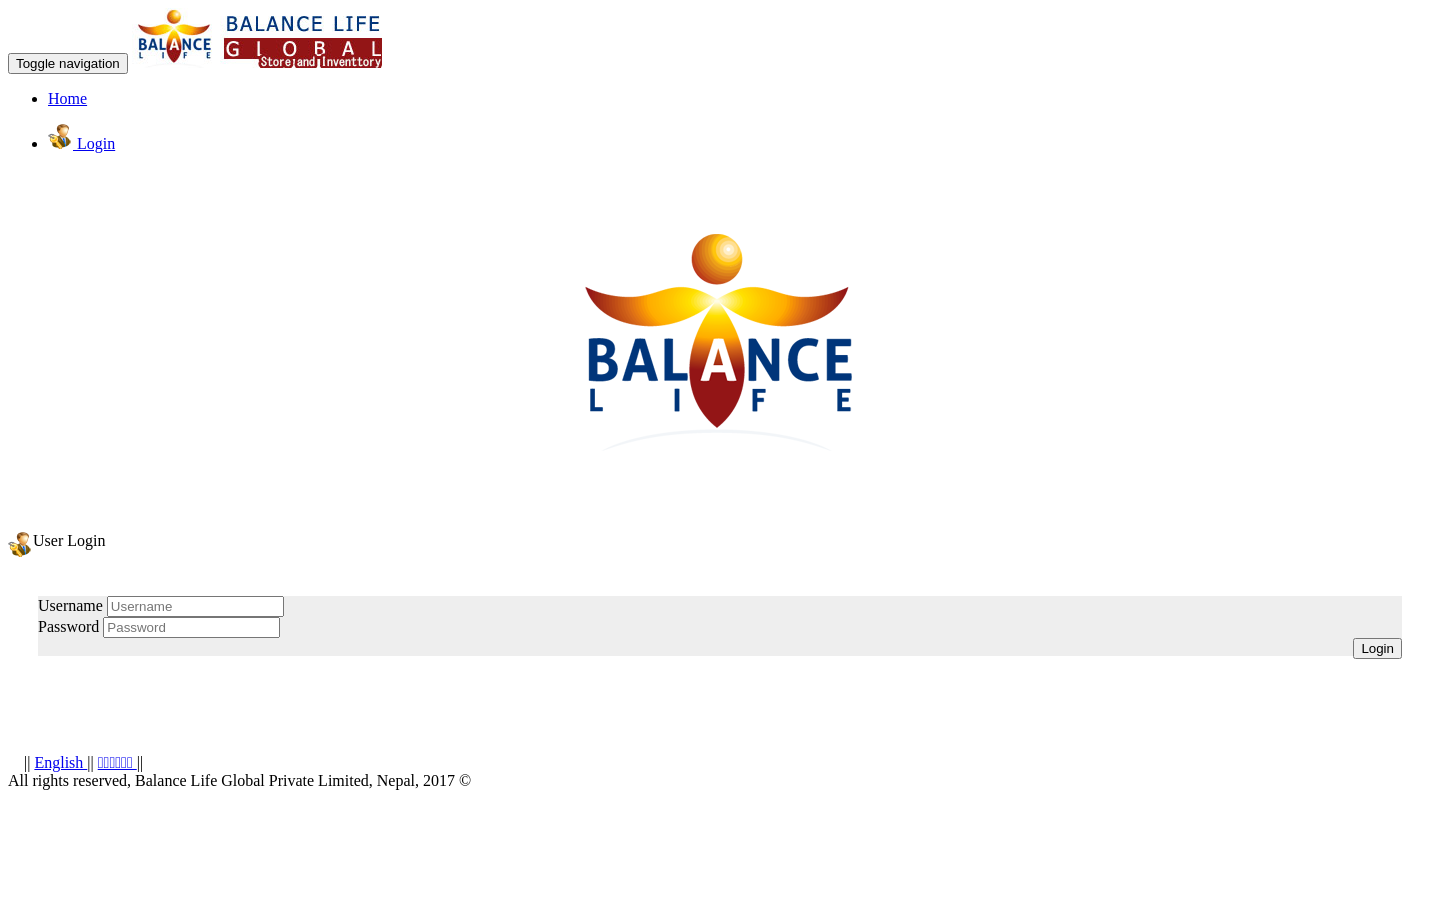 Toggle navigation
BALANCE LIFE
BALANCE LIFE
GLOBAL
Store and Inventtory
Home
Login
BALANCE
LIFE
User Login
Username Username
Password Password
Login
|| English || ||
All rights reserved, Balance Life Global Private Limited, Nepal, 2017 ©